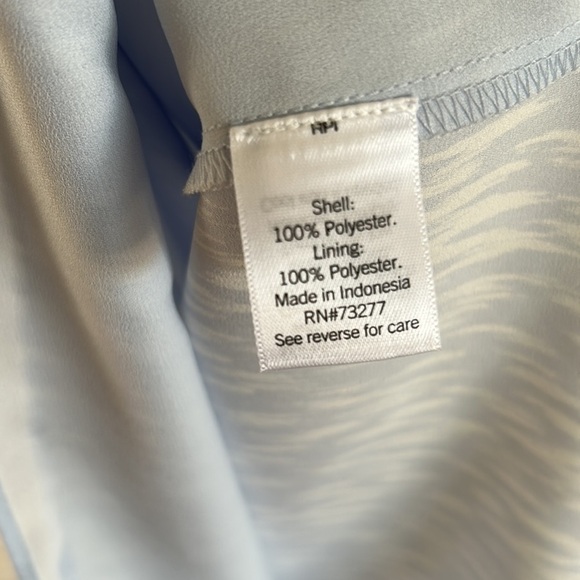 Shell:
100% Polyester.
Lining:
100% Polyester.
Made in Indonesia
RN#73277
See reverse for care